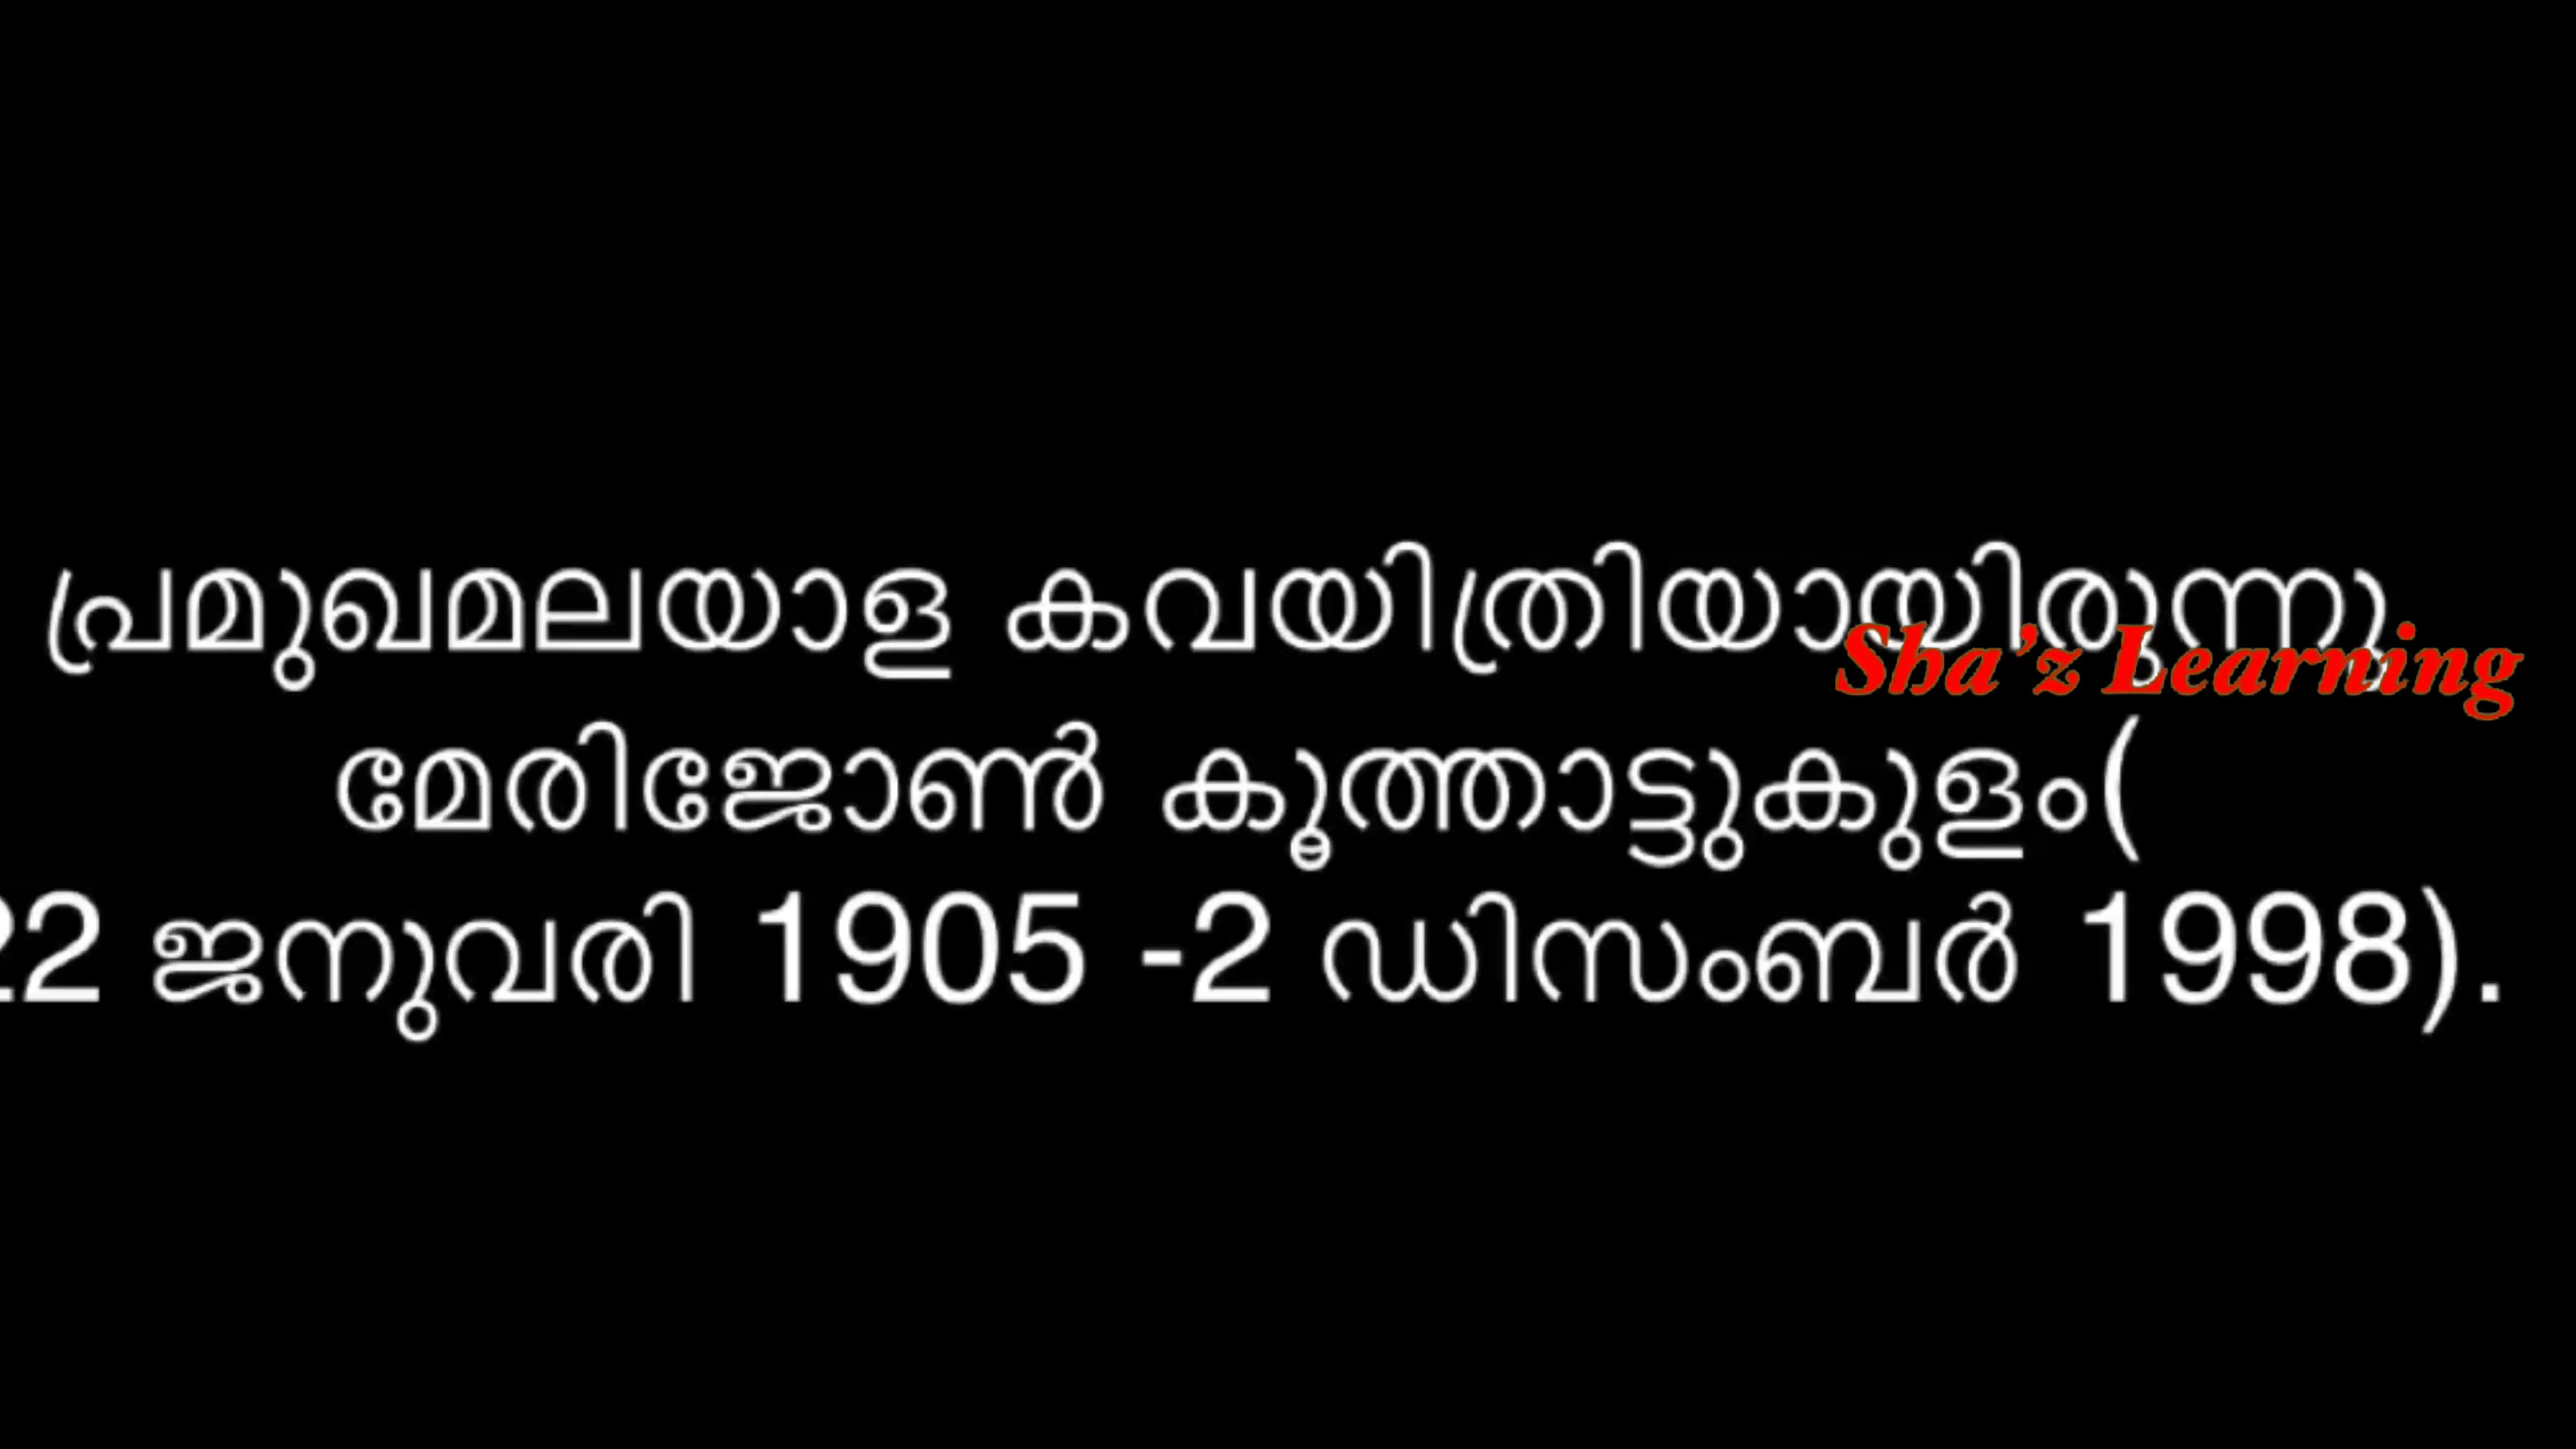 പ്രമുഖമലയാള കവയിത്രിയായിരുന്നു
Sha'z Learning
മേരിജോൺ കൂത്താട്ടുകുളം(
22 ജനുവരി 1905 -2 ഡിസംബർ 1998).